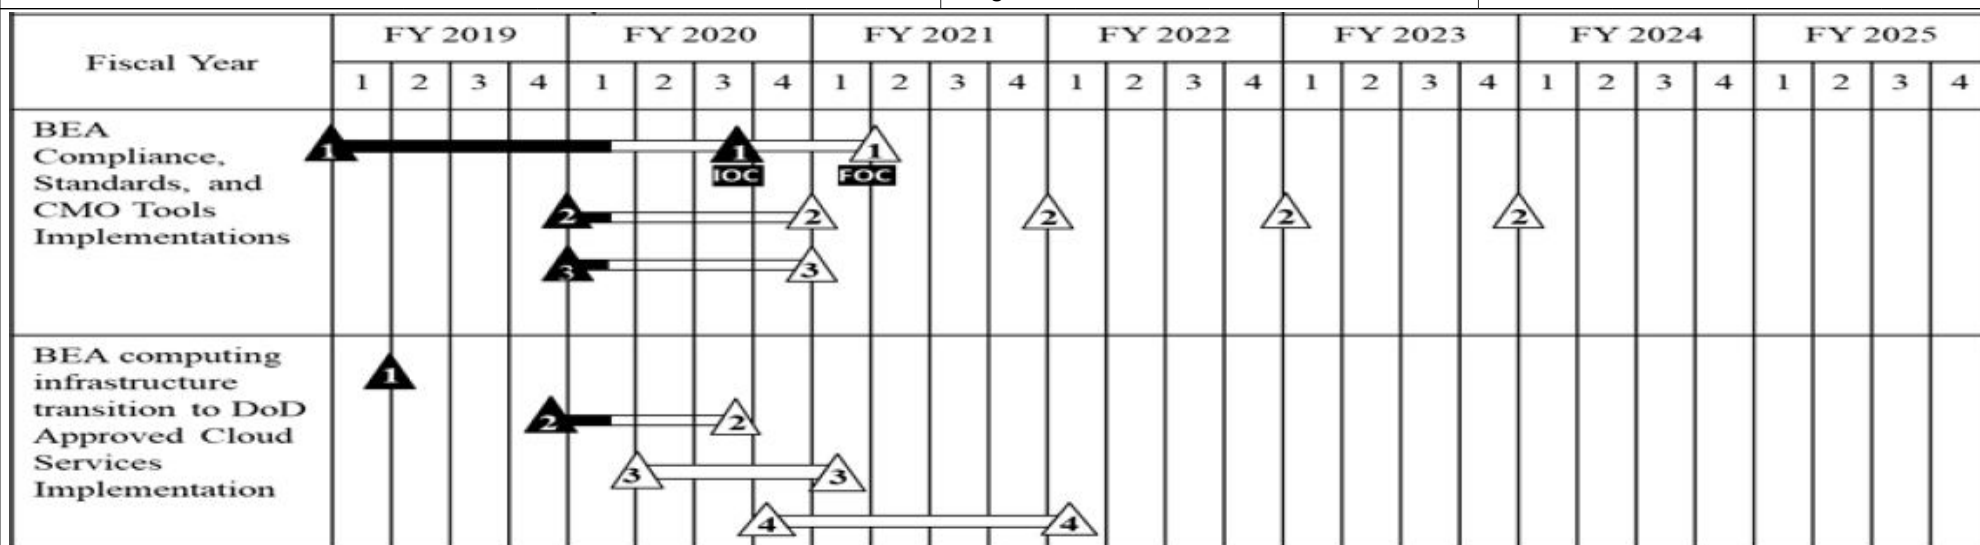 FY 2019 FY 2020 FY 2021 FY 2022 FY 2023 FY 2024 FY 2025
Fiscal Year
1 2 3 4 1 2 3 4 1 2 3 4 1 2 3 4 1 2 3 4 1 2 3 4 1 2 3 4
BEA
Compliance,
Standards, and
CMO Tools
Implementations
1 1 1
IOC FOC
2 2 2 2 2
3 3
BEA computing
infrastructure
transition to DoD
Approved Cloud
Services
Implementation
1
2 2
3 3
4 4